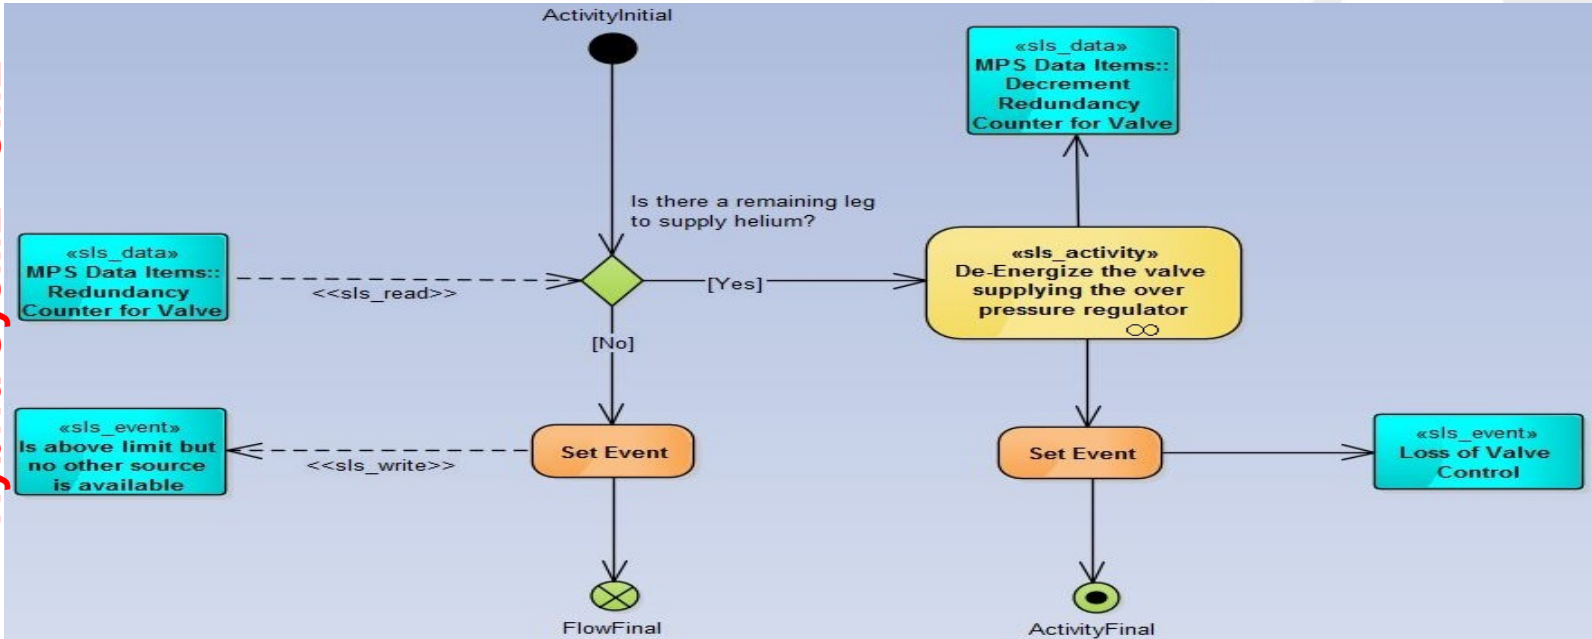 ActivityInitial
«sls_data»
MPS Data Items::
Decrement
Redundancy
Counter for Valve
Is there a remaining leg
to supply helium?
«sls_data»
MPS Data Items::
Redundancy
Counter for Valve
<<sls_read>>
[Yes]
«sls_activity»
De-Energize the valve
supplying the over
pressure regulator
[No]
«sls_event»
Is above limit but
no other source
is available
<<sls_write>>
Set Event
Set Event
«sls_event»
Loss of Valve
Control
FlowFinal
ActivityFinal